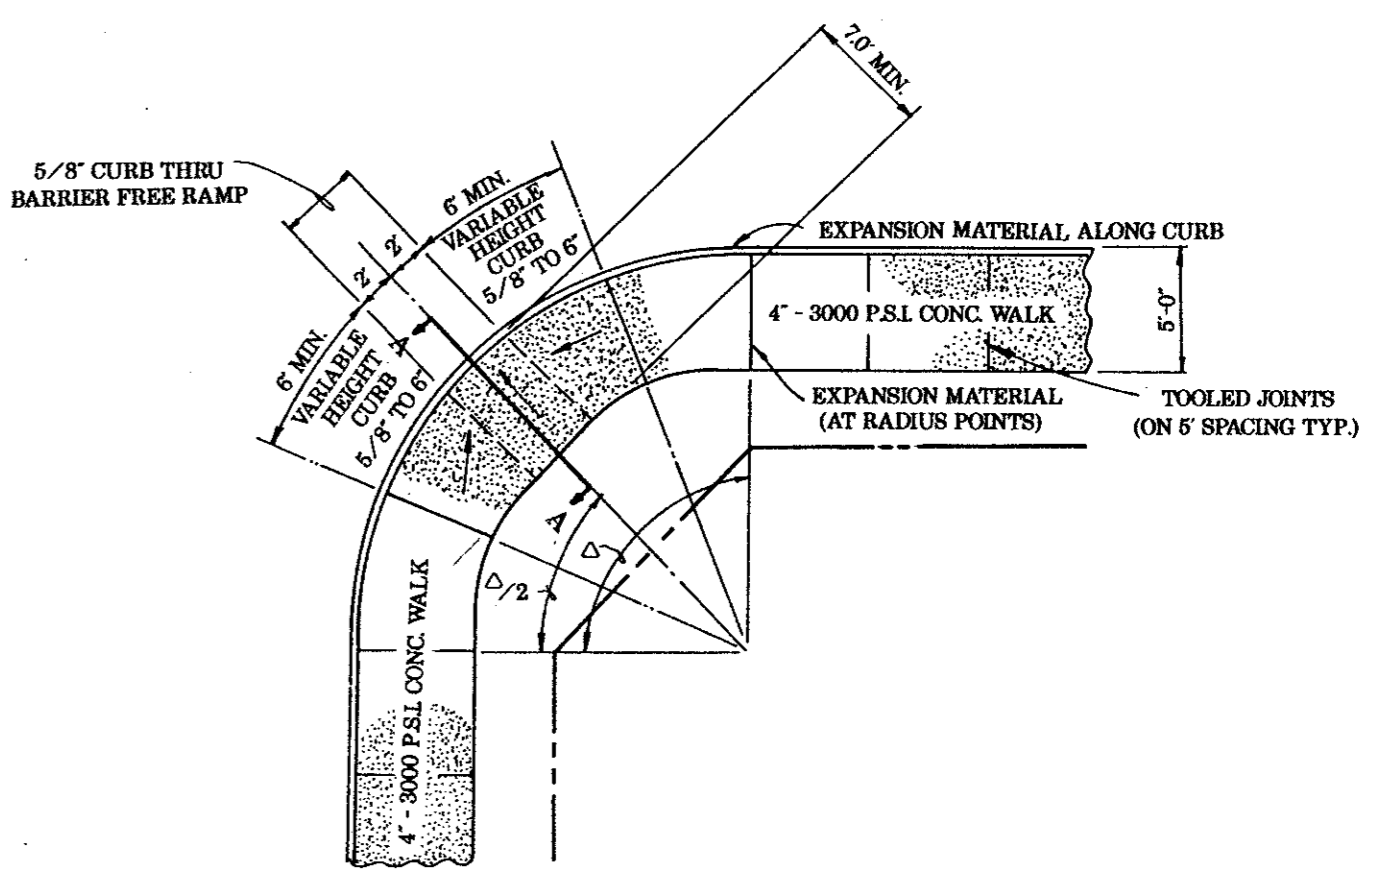 7.0' MIN.
5/8" CURB THRU
BARRIER FREE RAMP
6' MIN.
VARIABLE
HEIGHT
CURB
5/8" TO 6"
2'
2'
6' MIN.
VARIABLE
HEIGHT
CURB
5/8" TO 6"
A
EXPANSION MATERIAL ALONG CURB
4" - 3000 P.S.I. CONC. WALK
5'-0"
EXPANSION MATERIAL
(AT RADIUS POINTS)
TOOLED JOINTS
(ON 5' SPACING TYP.)
A
△
△/2
4" - 3000 P.S.I. CONC. WALK